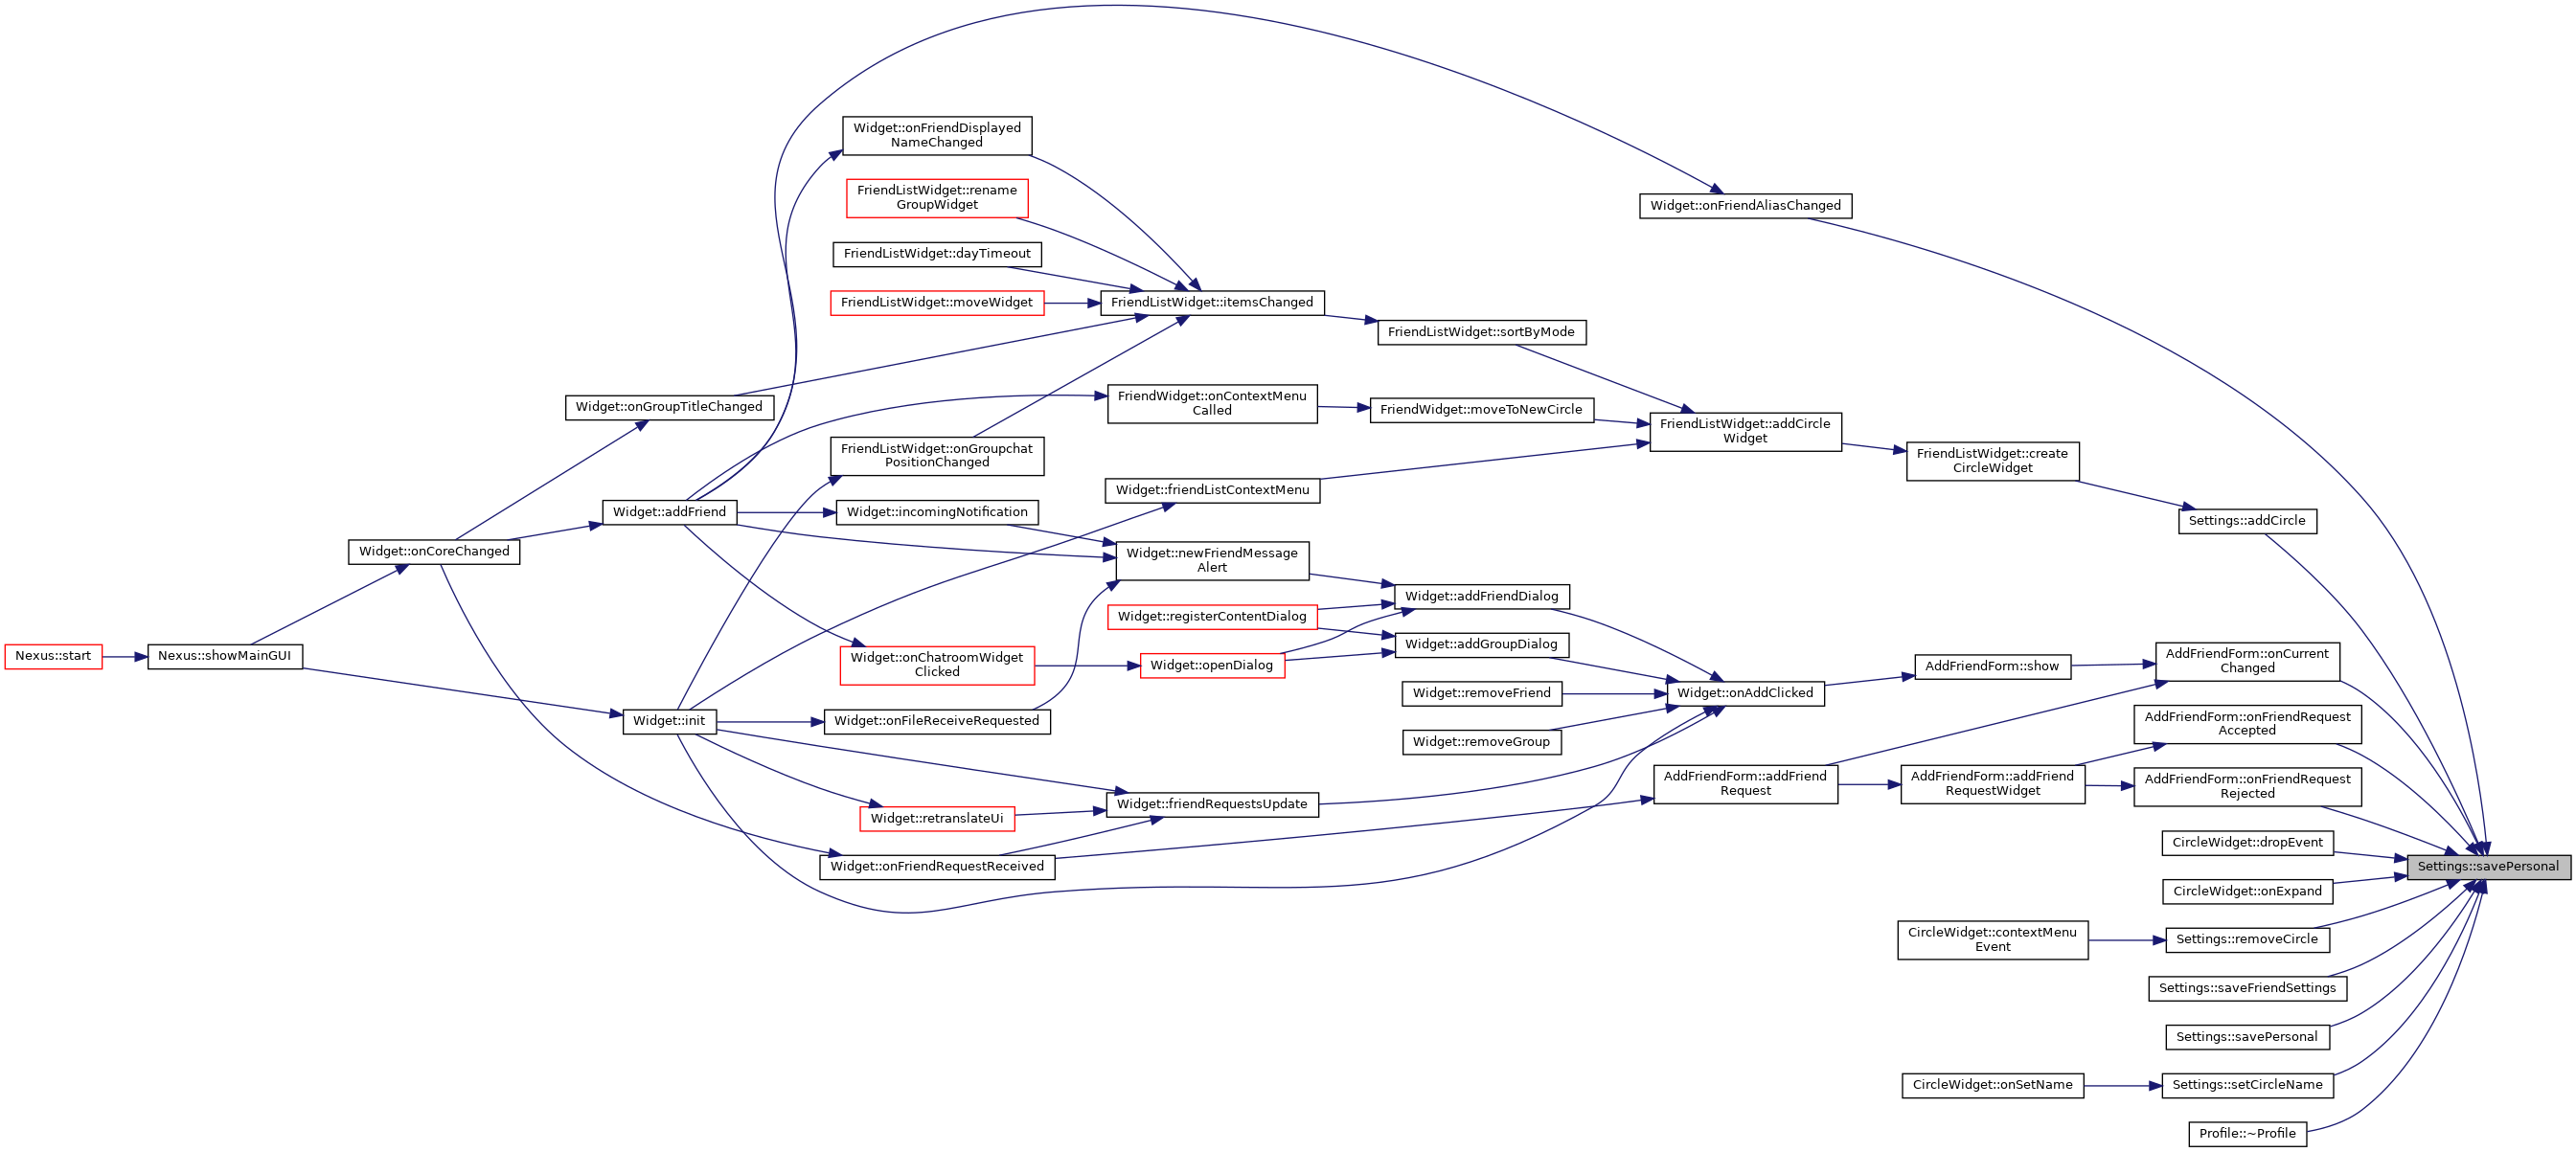 Widget::onFriendDisplayed
NameChanged
FriendListWidget::rename
GroupWidget
Widget::onFriendAliasChanged
FriendListWidget::dayTimeout
FriendListWidget::moveWidget
FriendListWidget::itemsChanged
FriendListWidget::sortByMode
Widget::onGroupTitleChanged
FriendWidget::onContextMenu
Called
FriendWidget::moveToNewCircle
FriendListWidget::addCircle
Widget
FriendListWidget::onGroupchat
PositionChanged
FriendListWidget::create
CircleWidget
Widget::friendListContextMenu
Widget::addFriend
Widget::incomingNotification
Settings::addCircle
Widget::onCoreChanged
Widget::newFriendMessage
Alert
Widget::addFriendDialog
Widget::registerContentDialog
Widget::addGroupDialog
Nexus::start
Nexus::showMainGUI
Widget::onChatroomWidget
Clicked
Widget::openDialog
AddFriendForm::show
AddFriendForm::onCurrent
Changed
Widget::removeFriend
Widget::onAddClicked
Widget::init
Widget::onFileReceiveRequested
AddFriendForm::onFriendRequest
Accepted
Widget::removeGroup
AddFriendForm::addFriend
Request
AddFriendForm::addFriend
RequestWidget
AddFriendForm::onFriendRequest
Rejected
Widget::friendRequestsUpdate
Widget::retranslateUi
CircleWidget::dropEvent
Widget::onFriendRequestReceived
Settings::savePersonal
CircleWidget::onExpand
CircleWidget::contextMenu
Event
Settings::removeCircle
Settings::saveFriendSettings
Settings::savePersonal
CircleWidget::onSetName
Settings::setCircleName
Profile::~Profile